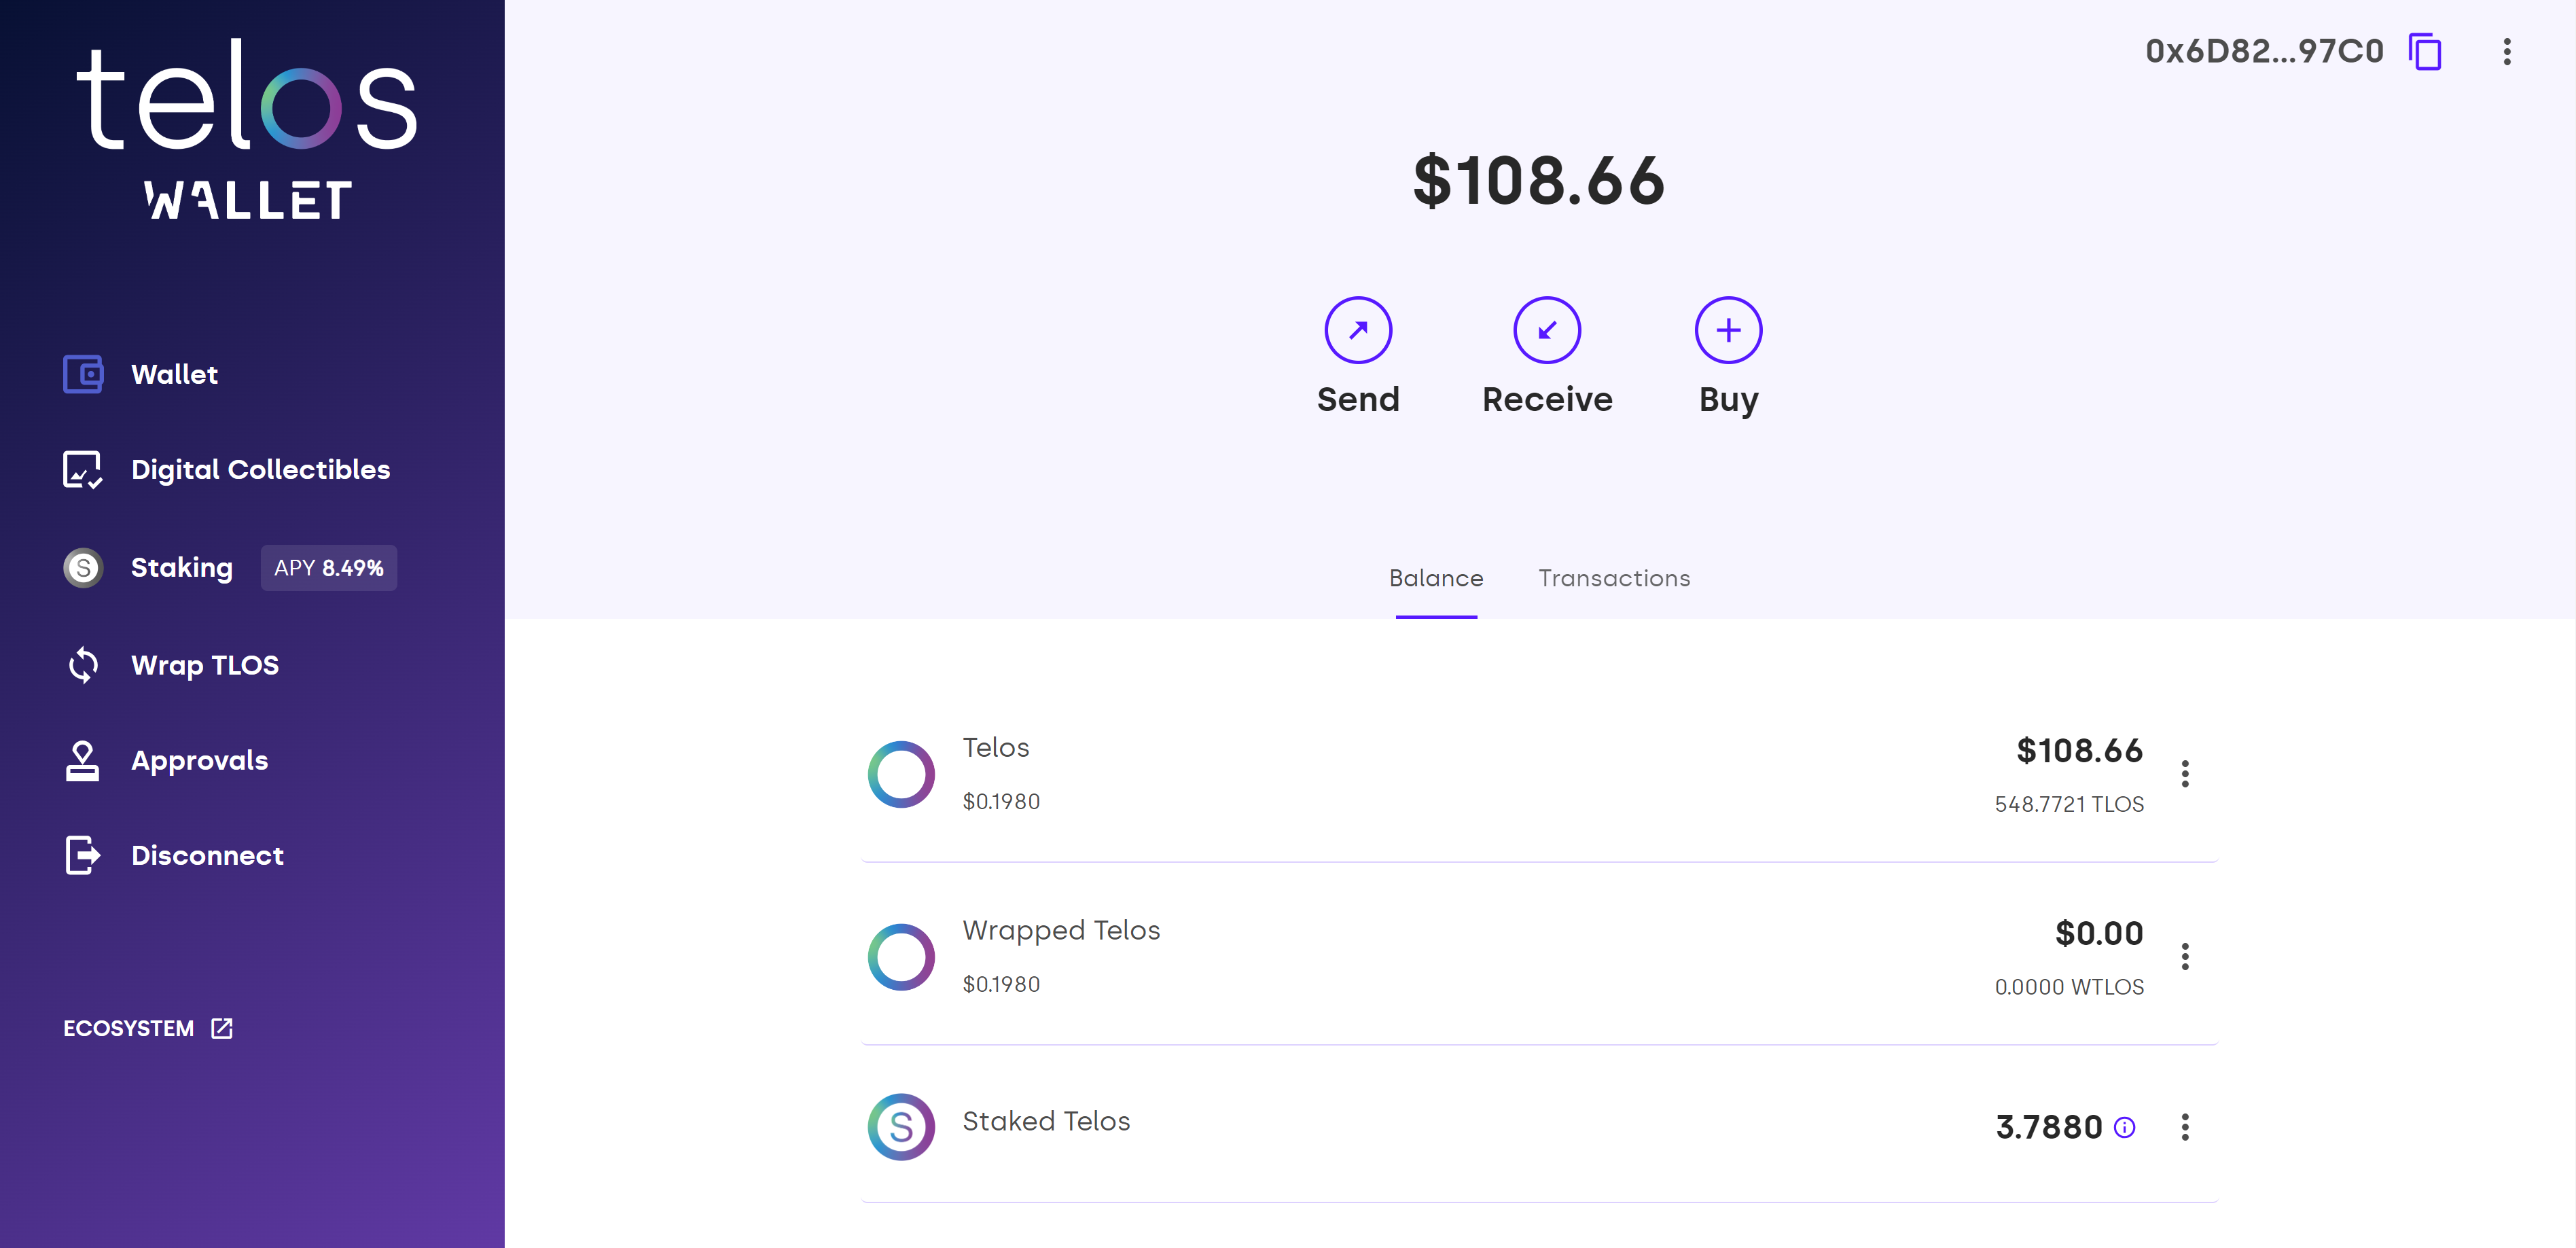 telos
WALLET
Wallet
Digital Collectibles
Staking APY 8.49%
Wrap TLOS
Approvals
Disconnect
ECOSYSTEM
0x6D82...97C0
$108.66
Send Receive Buy
Balance Transactions
Telos
$0.1980
$108.66
548.7721 TLOS
Wrapped Telos
$0.1980
$0.00
0.0000 WTLOS
S
Staked Telos
3.7880